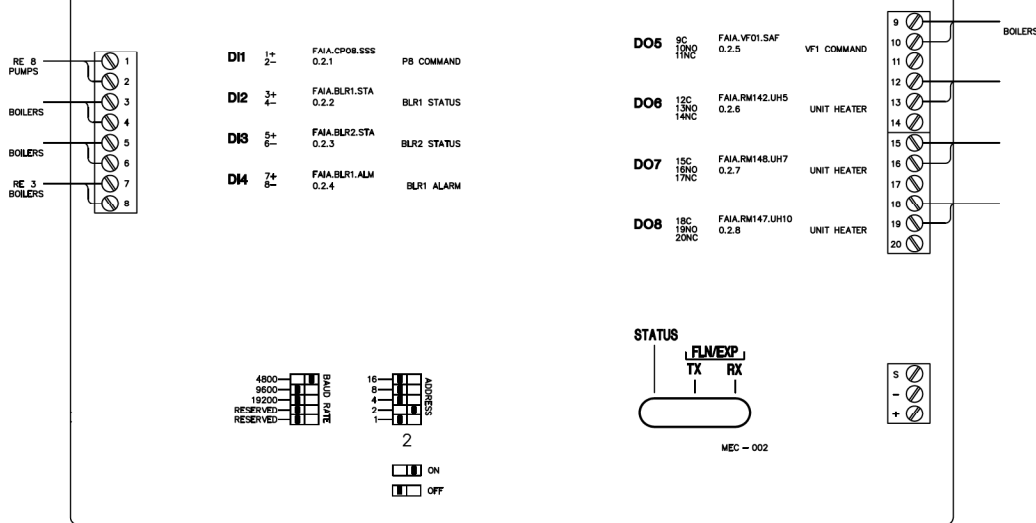 RE 8
PUMPS
BOILERS
BOILERS
RE 3
BOILERS
1
2
3
4
5
6
7
8
DI1 1+ FAIA.CP08.SSS
2- 0.2.1 P8 COMMAND
DI2 3+ FAIA.BLR1.STA
4- 0.2.2 BLR1 STATUS
DI3 5+ FAIA.BLR2.STA
6- 0.2.3 BLR2 STATUS
DI4 7+ FAIA.BLR1.ALM
8- 0.2.4 BLR1 ALARM
DO5 9C FAIA.VF01.SAF
10NO 0.2.5 VF1 COMMAND
11NC
DO6 12C FAIA.RM142.UH5
13NO 0.2.6 UNIT HEATER
14NC
DO7 15C FAIA.RM148.UH7
16NO 0.2.7 UNIT HEATER
17NC
DO8 18C FAIA.RM147.UH10
19NO 0.2.8 UNIT HEATER
20NC
9
10
11
12
13
14
15
16
17
18
19
20
BOILERS
4800
9600
19200
RESERVED
RESERVED
BAUD RATE
16
8
4
2
1
ADDRESS
2
ON
OFF
STATUS
FLN/EXP
TX RX
MEC - 002
S
-
+